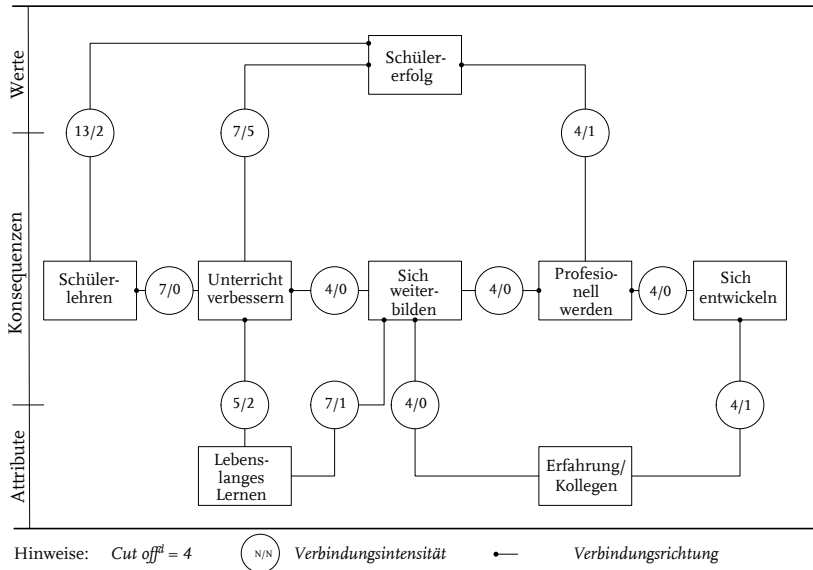 Werte
Schüler-
erfolg
13/2
7/5
4/1
Konsequenzen
Schüler-
lehren
7/0
Unterricht
verbessern
4/0
Sich
weiter-
bilden
4/0
Profesio-
nell
werden
4/0
Sich
entwickeln
5/2
7/1
4/0
4/1
Attribute
Lebens-
langes
Lernen
Erfahrung/
Kollegen
Hinweise: Cut offd = 4 N/N Verbindungsintensität Verbindungsrichtung